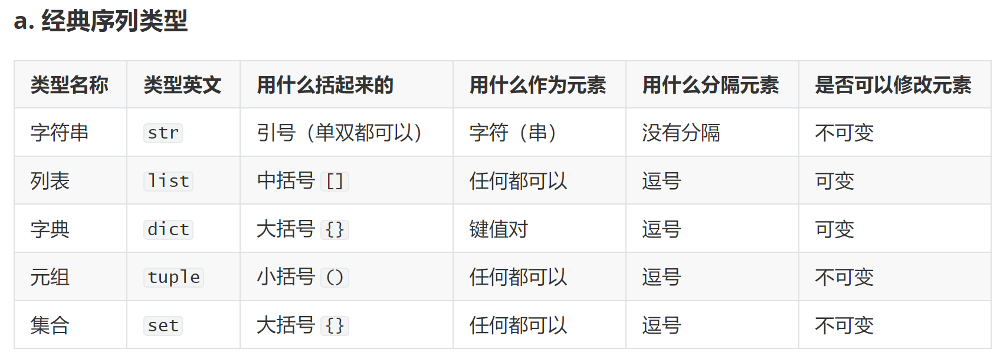 a. 经典序列类型
类型名称 类型英文 用什么括起来的 用什么作为元素 用什么分隔元素 是否可以修改元素
字符串 str 引号（单双都可以） 字符（串） 没有分隔 不可变
列表 list 中括号 [] 任何都可以 逗号 可变
字典 dict 大括号 {} 键值对 逗号 可变
元组 tuple 小括号 () 任何都可以 逗号 不可变
集合 set 大括号 {} 任何都可以 逗号 不可变